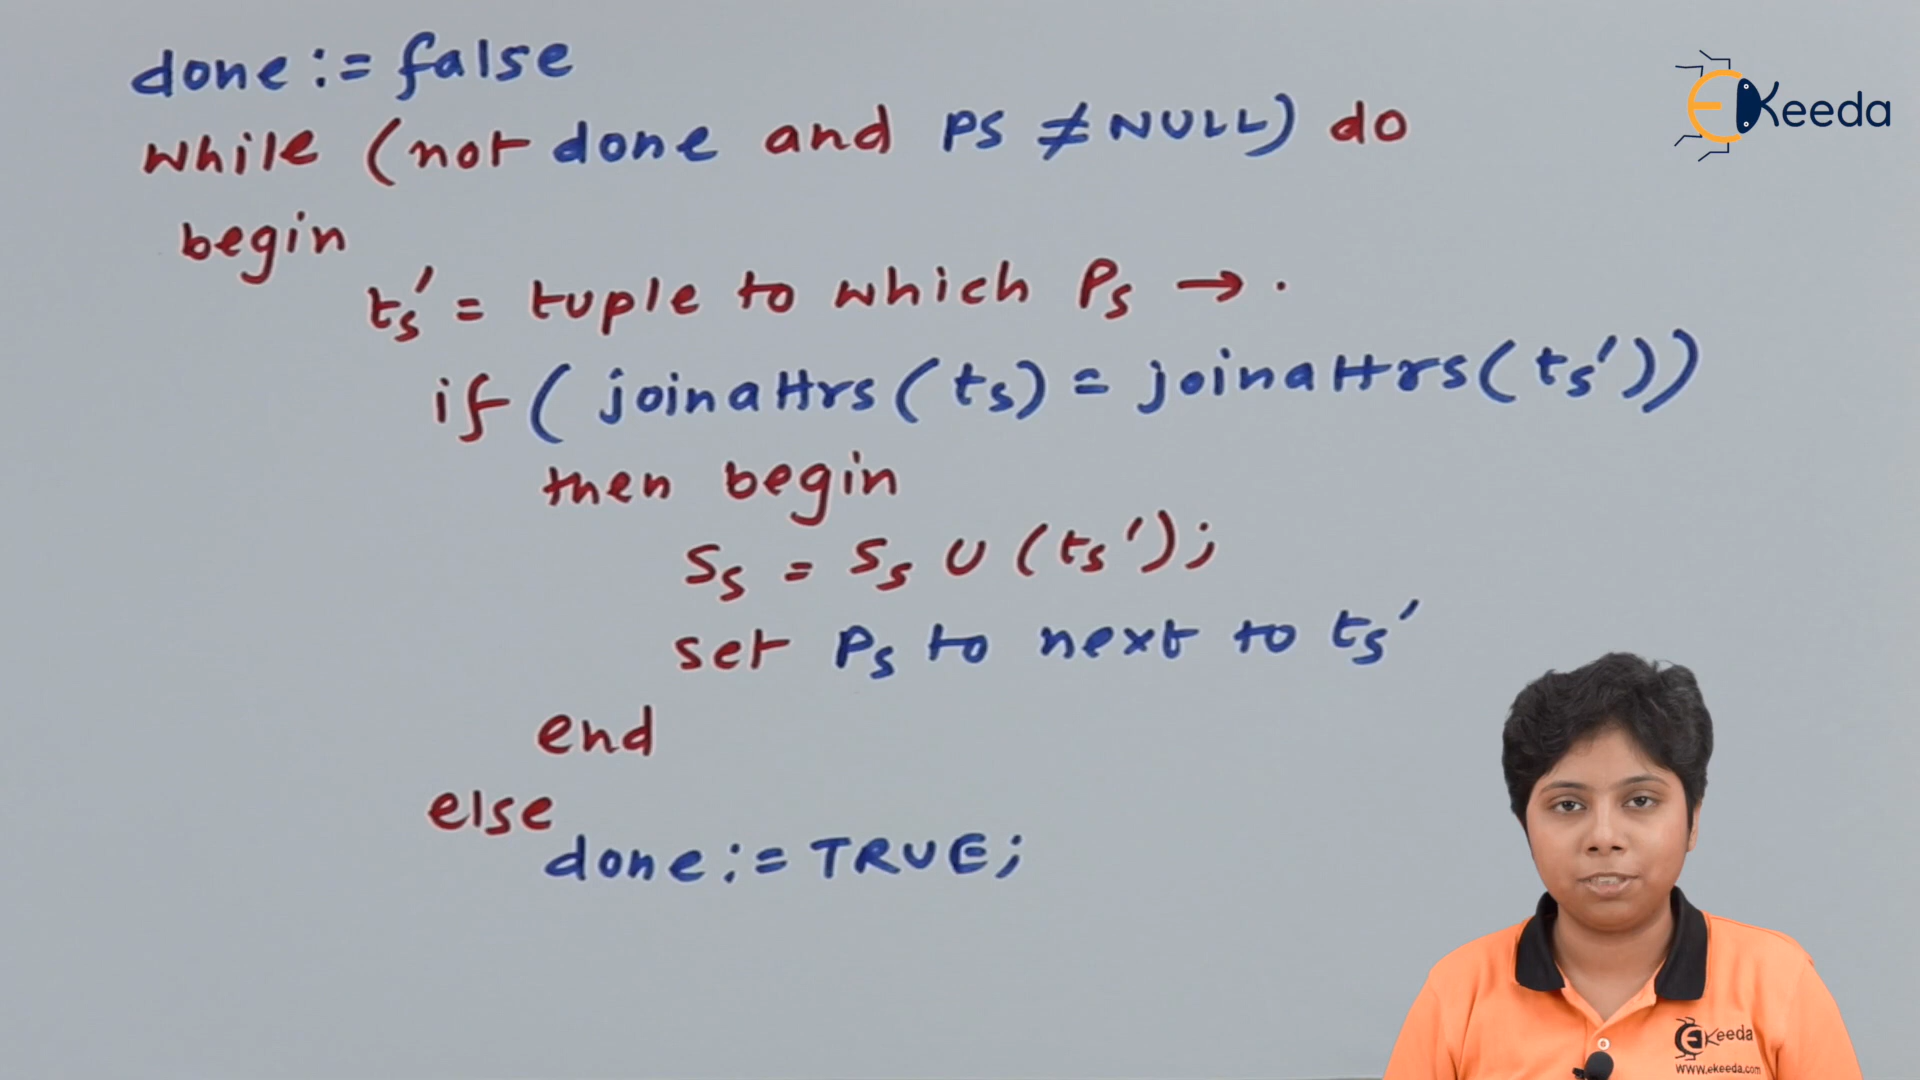 done := false
while (not done and PS ≠ NULL) do
begin
ts' = tuple to which Ps → .
if ( joinattrs (ts) = joinattrs (ts'))
then begin
Ss = Ss ∪ (ts');
set Ps to next to ts'
end
else
done := TRUE;
EKeeda
EKeeda
www.ekeeda.com